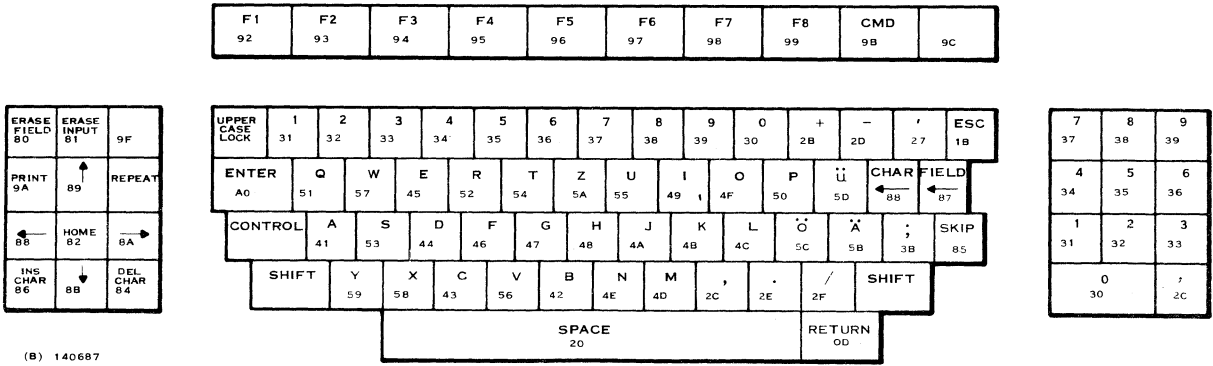 F1 F2 F3 F4 F5 F6 F7 F8 CMD
92 93 94 95 96 97 98 99 9B 9C
ERASE FIELD 80
ERASE INPUT 81
9F
PRINT 9A
↑ 89
REPEAT
← 88
HOME 82
→ 8A
INS CHAR 86
↓ 8B
DEL CHAR 84
UPPER CASE LOCK
1 2 3 4 5 6 7 8 9 0 + - ' ESC
31 32 33 34 35 36 37 38 39 30 2B 2D 27 1B
ENTER Q W E R T Z U I O P Ü CHAR FIELD
A0 51 57 45 52 54 5A 55 49 4F 50 5D ← 88 ← 87
CONTROL A S D F G H J K L Ö Ä ; SKIP
41 53 44 46 47 48 4A 4B 4C 5C 5B 3B 85
SHIFT Y X C V B N M , . / SHIFT
59 58 43 56 42 4E 4D 2C 2E 2F
SPACE RETURN
20 0D
7 8 9
37 38 39
4 5 6
34 35 36
1 2 3
31 32 33
0 ,
30 2C
(B) 140687